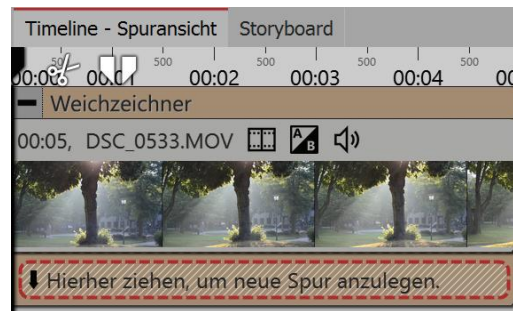 Timeline - Spuransicht Storyboard
500 500 500 500 500
00:00 00:01 00:02 00:03 00:04 00
Weichzeichner
00:05, DSC_0533.MOV A B
Hierher ziehen, um neue Spur anzulegen.